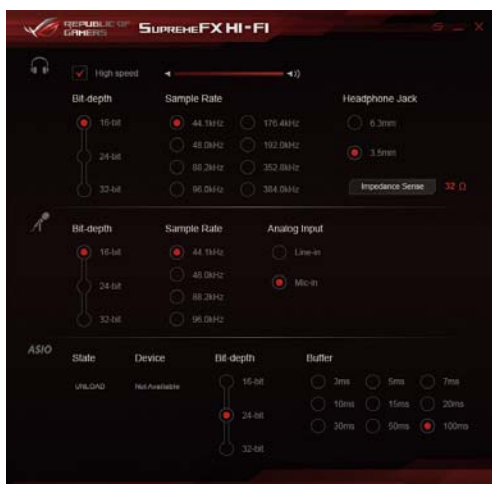 REPUBLIC OF
GAMERS
SUPREMEFX HI-FI
High speed
Bit-depth Sample Rate Headphone Jack
16-bit 44.1kHz 176.4kHz 6.3mm
24-bit 48.0kHz 192.0kHz 3.5mm
88.2kHz 352.8kHz
32-bit 96.0kHz 384.0kHz Impedance Sense 32 Ω
Bit-depth Sample Rate Analog Input
16-bit 44.1kHz Line-in
24-bit 48.0kHz Mic-in
88.2kHz
32-bit 96.0kHz
ASIO
State Device Bit-depth Buffer
UNLOAD Not Available 16-bit 3ms 5ms 7ms
24-bit 10ms 15ms 20ms
32-bit 30ms 50ms 100ms